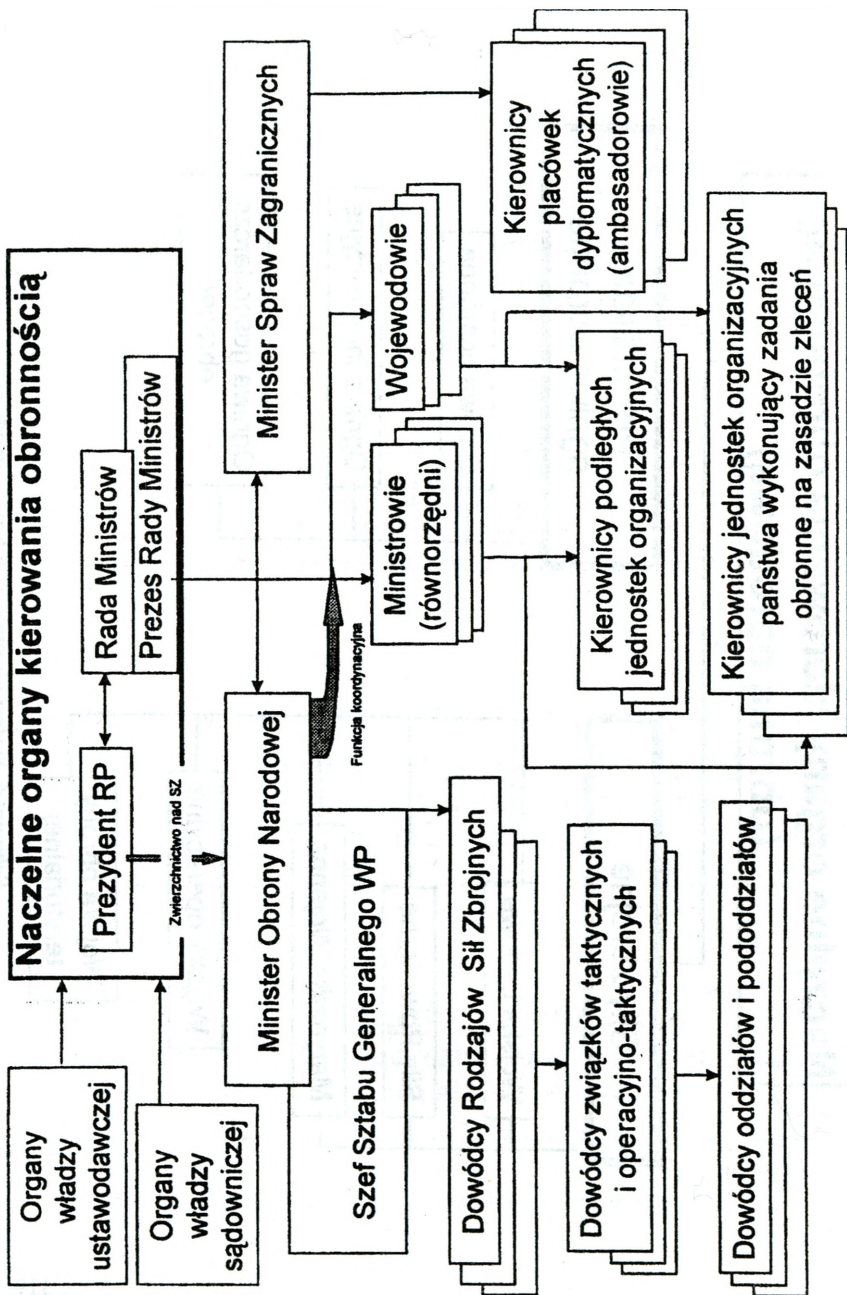 Naczelne organy kierowania obronnością
Organy
władzy
ustawodawczej
Organy
władzy
sądowniczej
Prezydent RP
Rada Ministrów
Prezes Rady Ministrów
Zwierzchnictwo nad SZ
Minister Obrony Narodowej
Minister Spraw Zagranicznych
Szef Sztabu Generalnego WP
Funkcja koordynacyjna
Ministrowie
(równorzędni)
Wojewodowie
Kierownicy
placówek
dyplomatycznych
(ambasadorowie)
Dowódcy Rodzajów Sił Zbrojnych
Kierownicy podległych
jednostek organizacyjnych
Dowódcy związków taktycznych
i operacyjno-taktycznych
Kierownicy jednostek organizacyjnych
państwa wykonujący zadania
obronne na zasadzie zleceń
Dowódcy oddziałów i pododdziałów